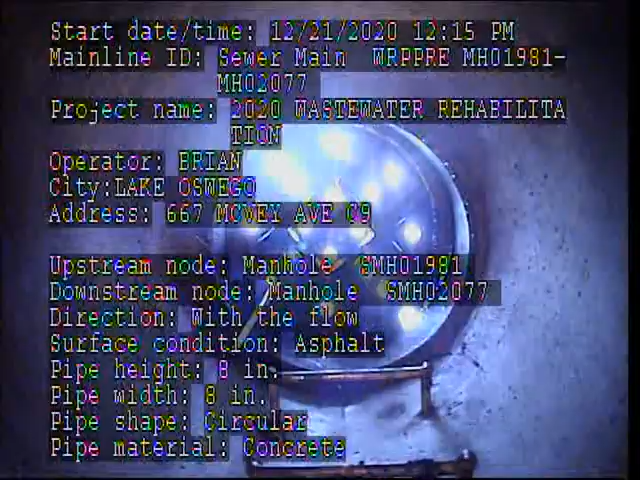 Start date/time: 12/21/2020 12:15 PM
Mainline ID: Sewer Main  WRPPRE MH01981-
MH02077
Project name: 2020 WASTEWATER REHABILITA
TION
Operator: BRIAN
City:LAKE OSWEGO
Address: 667 MCVEY AVE C9
Upstream node: Manhole  SMH01981
Downstream node: Manhole  SMH02077
Direction: With the flow
Surface condition: Asphalt
Pipe height: 8 in.
Pipe width: 8 in.
Pipe shape: Circular
Pipe material: Concrete